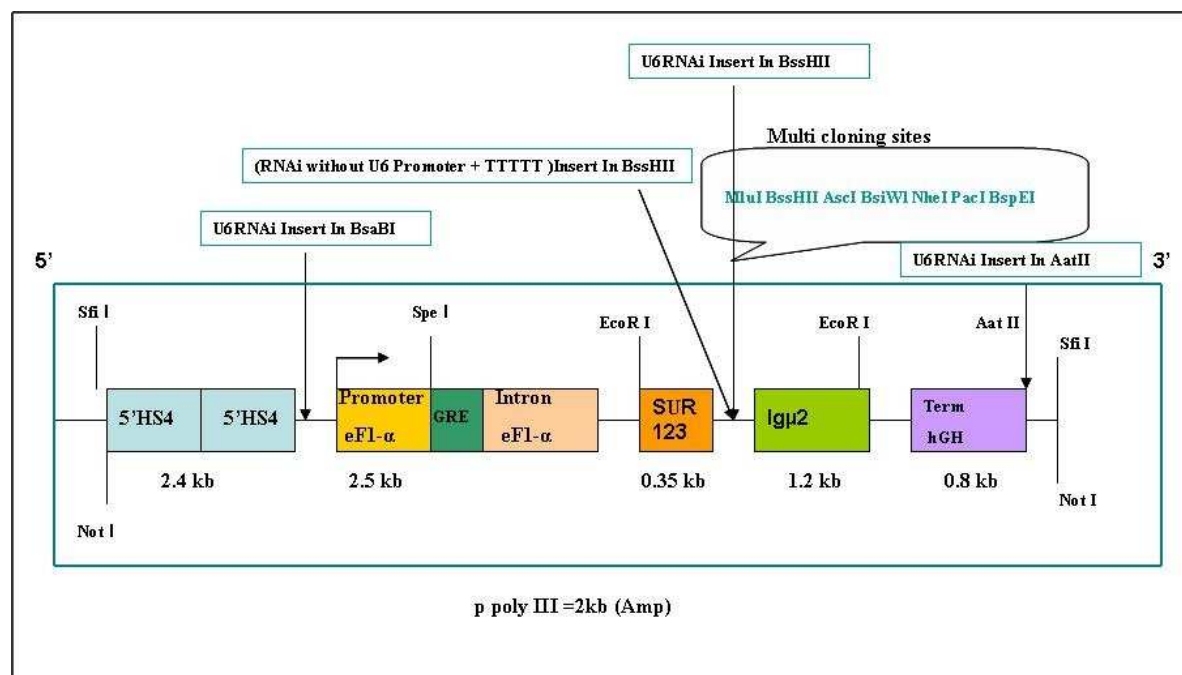 U6RNAi Insert In BssHII
Multi cloning sites
(RNAi without U6 Promoter + TTTTT )Insert In BssHII
MluI BssHII AscI BsiWl NheI PacI BspEI
U6RNAi Insert In BsaBI
U6RNAi Insert In AatII
5’
3’
Sfi I
Spe I
EcoR I
EcoR I
Aat II
Sfi I
5’HS4
5’HS4
Promoter
eF1-α
GRE
Intron
eF1-α
SUR
123
Igµ2
Term
hGH
2.4 kb
2.5 kb
0.35 kb
1.2 kb
0.8 kb
Not I
Not I
p poly III =2kb (Amp)